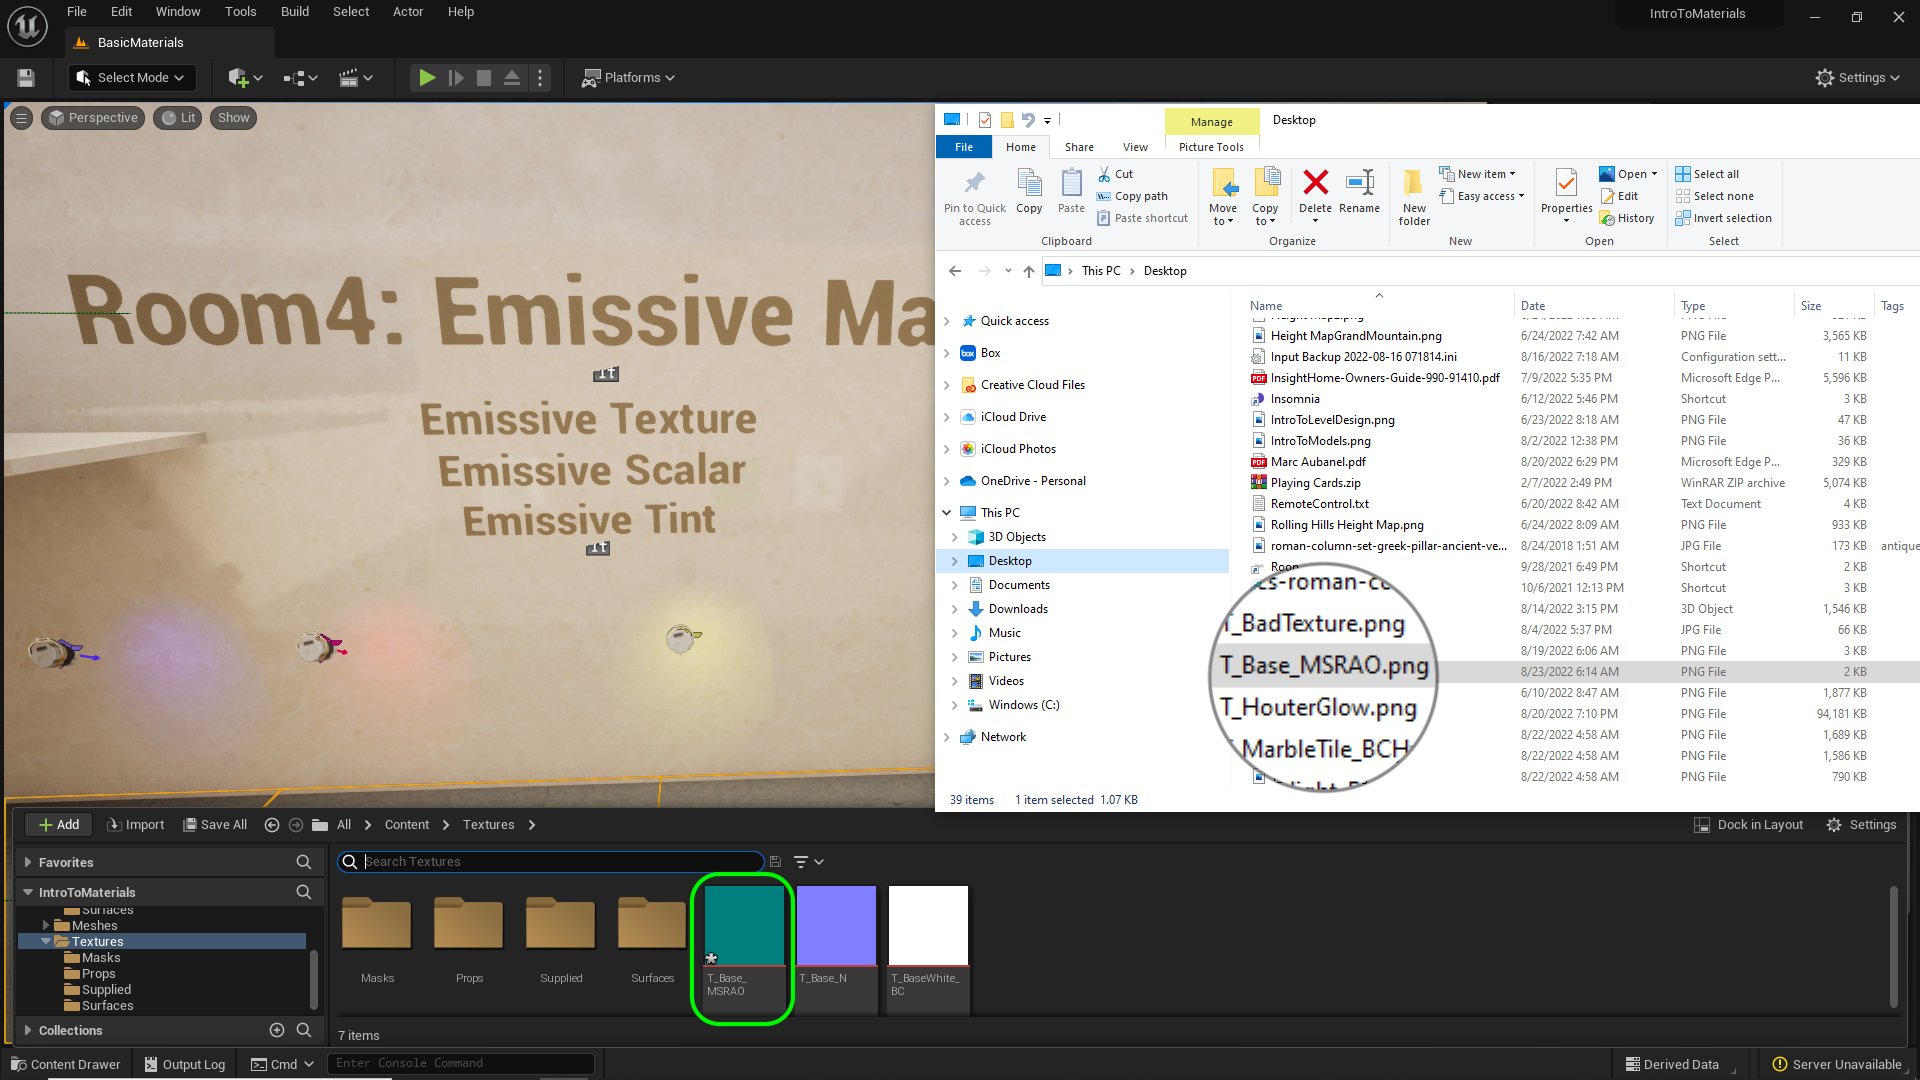 File Edit Window Tools Build Select Actor Help
IntroToMaterials
BasicMaterials
Select Mode
Platforms
Settings
Perspective Lit Show
Room4: Emissive Ma
Emissive Texture
Emissive Scalar
Emissive Tint
Manage
Desktop
File Home Share View Picture Tools
Pin to Quick access
Copy
Paste
Cut
Copy path
Paste shortcut
Move to
Copy to
Delete
Rename
New folder
New item
Easy access
Properties
Open
Edit
History
Select all
Select none
Invert selection
Clipboard Organize New Open Select
This PC Desktop
Quick access
Box
Creative Cloud Files
iCloud Drive
iCloud Photos
OneDrive - Personal
This PC
3D Objects
Desktop
Documents
Downloads
Music
Pictures
Videos
Windows (C:)
Network
Name Date Type Size Tags
Height MapGrandMountain.png 6/24/2022 7:42 AM PNG File 3,565 KB
Input Backup 2022-08-16 071814.ini 8/16/2022 7:18 AM Configuration sett... 11 KB
InsightHome-Owners-Guide-990-91410.pdf 7/9/2022 5:35 PM Microsoft Edge P... 5,596 KB
Insomnia 6/12/2022 5:46 PM Shortcut 3 KB
IntroToLevelDesign.png 6/23/2022 8:18 AM PNG File 47 KB
IntroToModels.png 8/2/2022 12:38 PM PNG File 36 KB
Marc Aubanel.pdf 8/20/2022 6:29 PM Microsoft Edge P... 329 KB
Playing Cards.zip 2/7/2022 2:49 PM WinRAR ZIP archive 5,074 KB
RemoteControl.txt 6/20/2022 8:42 AM Text Document 4 KB
Rolling Hills Height Map.png 6/24/2022 8:09 AM PNG File 933 KB
roman-column-set-greek-pillar-ancient-ve... 8/24/2018 1:51 AM JPG File 173 KB antique
9/28/2021 6:49 PM Shortcut 2 KB
10/6/2021 12:13 PM Shortcut 3 KB
8/14/2022 3:15 PM 3D Object 1,546 KB
T_BadTexture.png 8/4/2022 5:37 PM JPG File 66 KB
8/19/2022 6:06 AM PNG File 3 KB
T_Base_MSRAO.png 8/23/2022 6:14 AM PNG File 2 KB
6/10/2022 8:47 AM PNG File 1,877 KB
T_HouterGlow.png 8/20/2022 7:10 PM PNG File 94,181 KB
8/22/2022 4:58 AM PNG File 1,689 KB
MarbleTile_BCH 8/22/2022 4:58 AM PNG File 1,586 KB
8/22/2022 4:58 AM PNG File 790 KB
39 items 1 item selected 1.07 KB
Add Import Save All All Content Textures
Dock in Layout Settings
Favorites
IntroToMaterials
Surfaces
Meshes
Textures
Masks
Props
Supplied
Surfaces
Collections
Search Textures
Masks Props Supplied Surfaces
T_Base_
MSRAO
T_Base_N
T_BaseWhite_
BC
7 items
Content Drawer Output Log Cmd Enter Console Command
Derived Data Server Unavailable